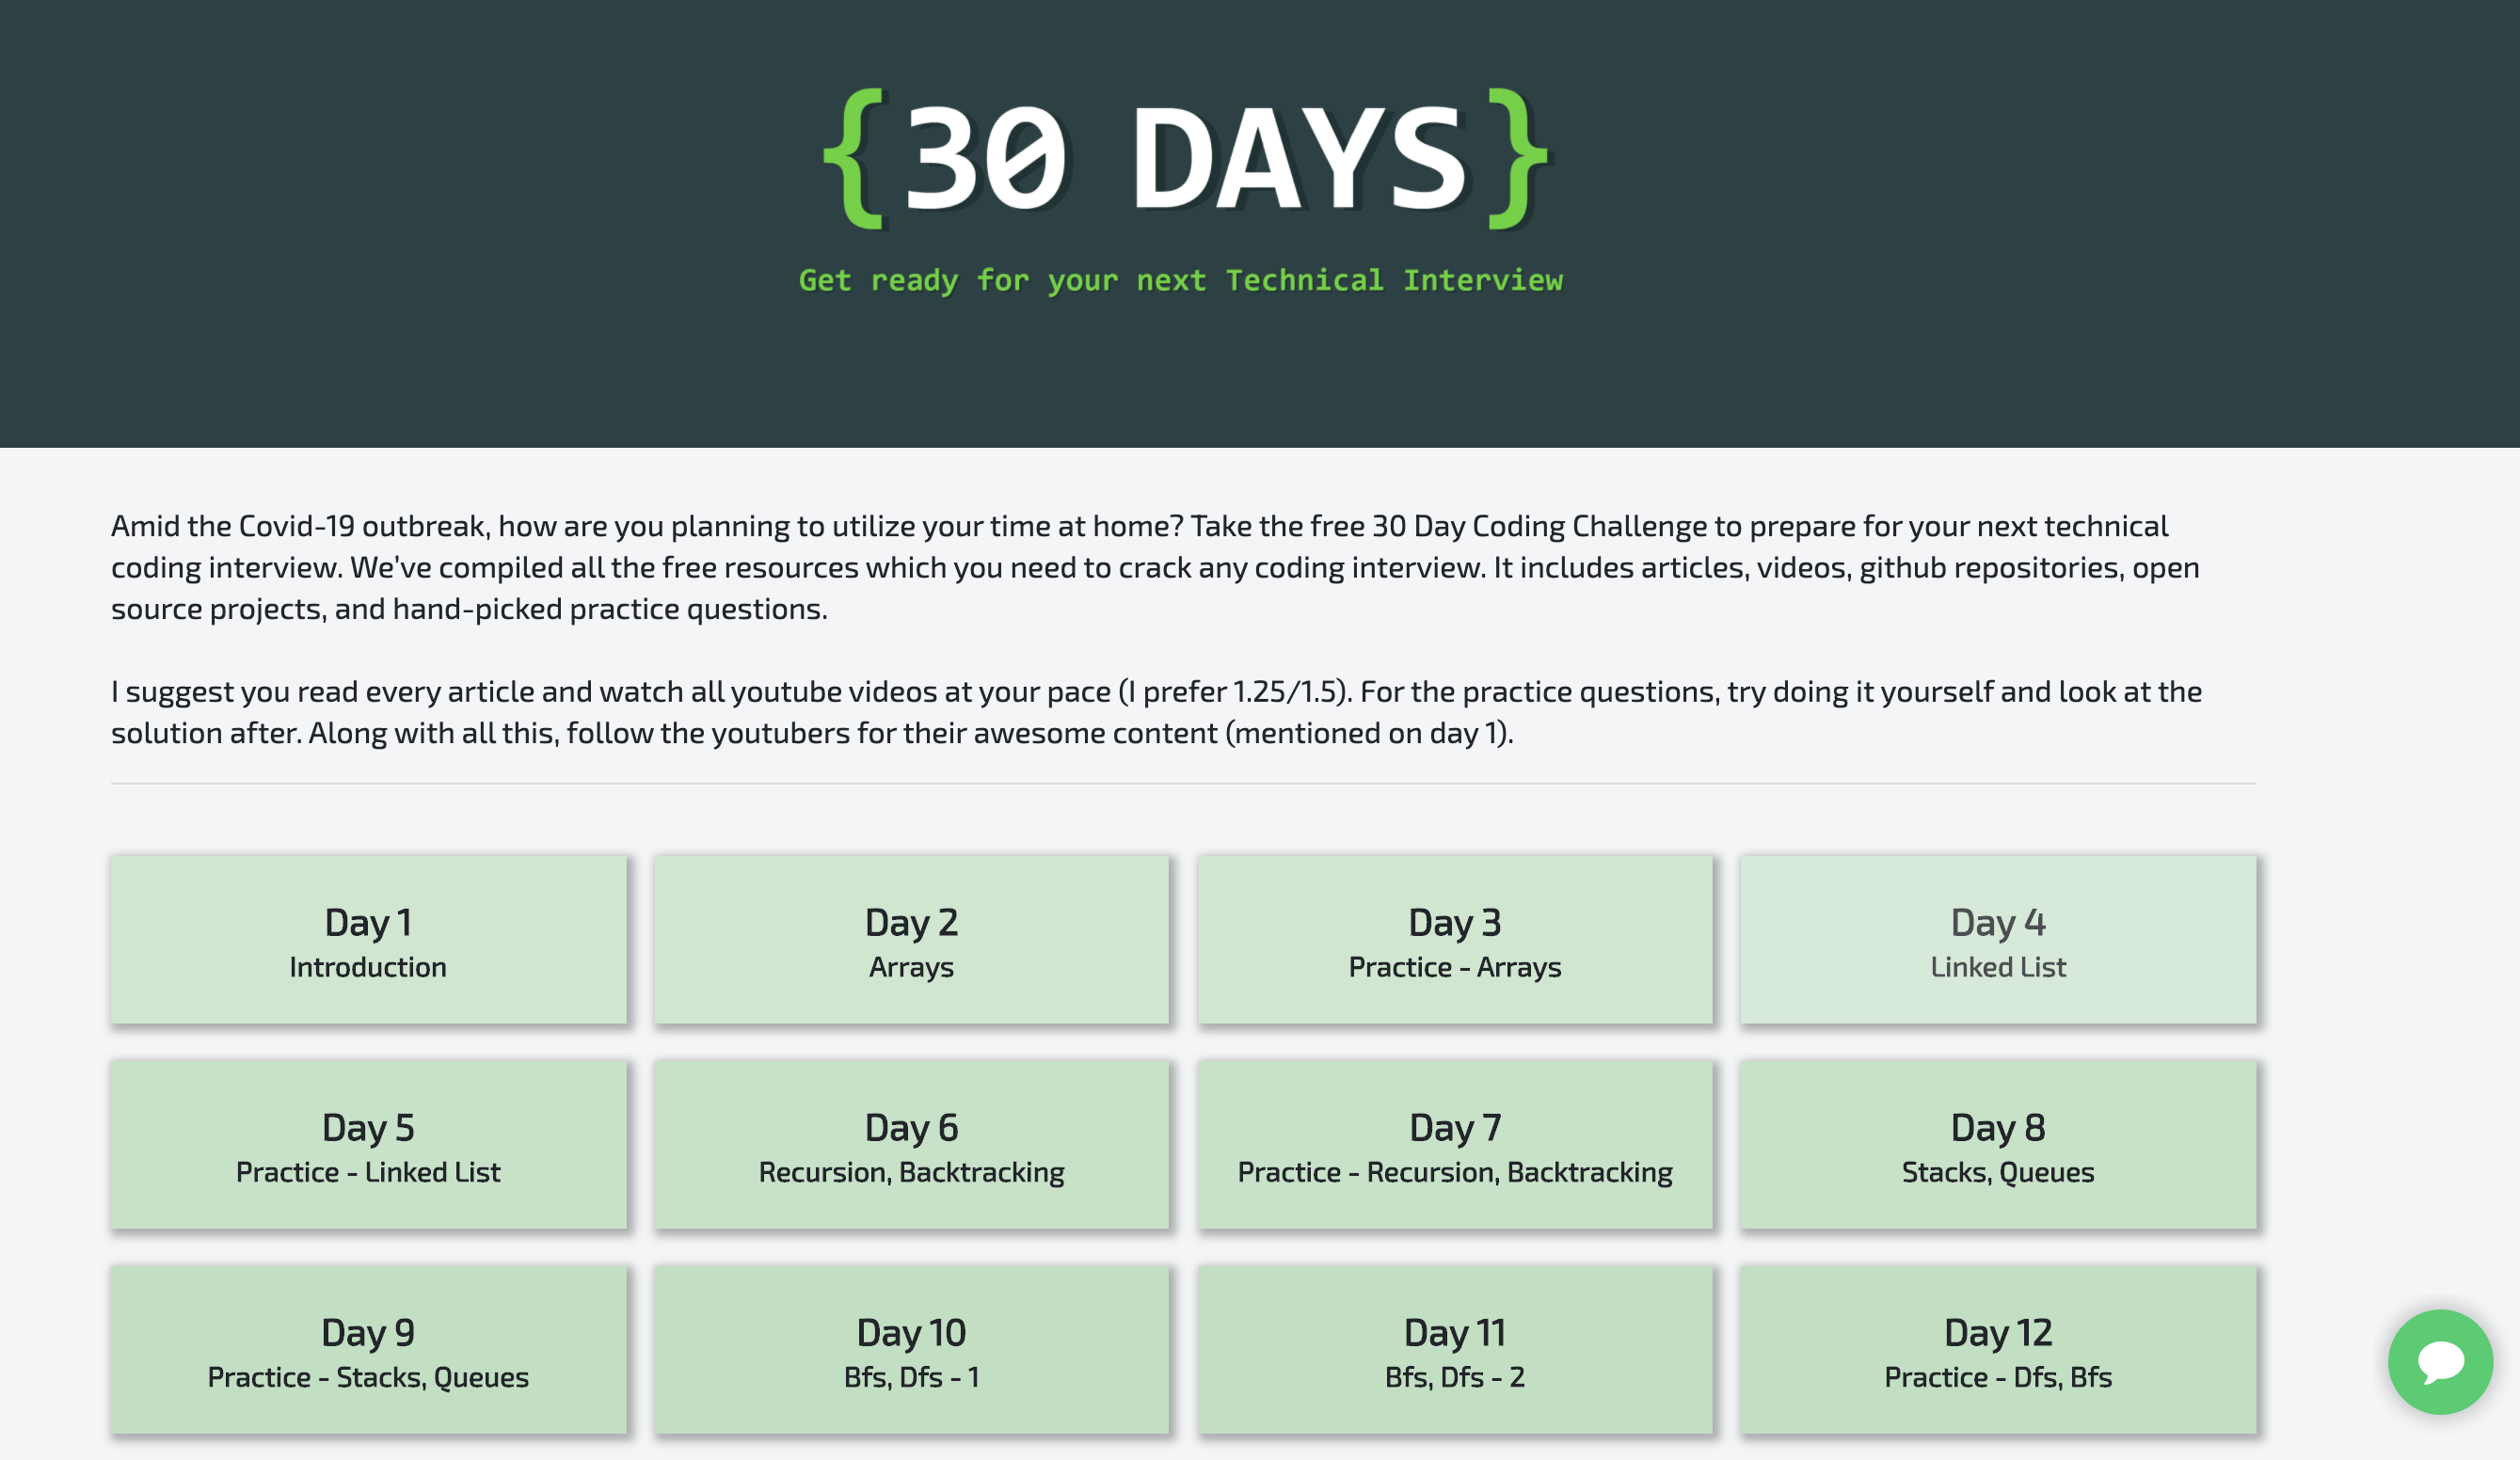 {30 DAYS}
Get ready for your next Technical Interview
Amid the Covid-19 outbreak, how are you planning to utilize your time at home? Take the free 30 Day Coding Challenge to prepare for your next technical
coding interview. We’ve compiled all the free resources which you need to crack any coding interview. It includes articles, videos, github repositories, open
source projects, and hand-picked practice questions.
I suggest you read every article and watch all youtube videos at your pace (I prefer 1.25/1.5). For the practice questions, try doing it yourself and look at the
solution after. Along with all this, follow the youtubers for their awesome content (mentioned on day 1).
Day 1
Introduction
Day 2
Arrays
Day 3
Practice - Arrays
Day 4
Linked List
Day 5
Practice - Linked List
Day 6
Recursion, Backtracking
Day 7
Practice - Recursion, Backtracking
Day 8
Stacks, Queues
Day 9
Practice - Stacks, Queues
Day 10
Bfs, Dfs - 1
Day 11
Bfs, Dfs - 2
Day 12
Practice - Dfs, Bfs